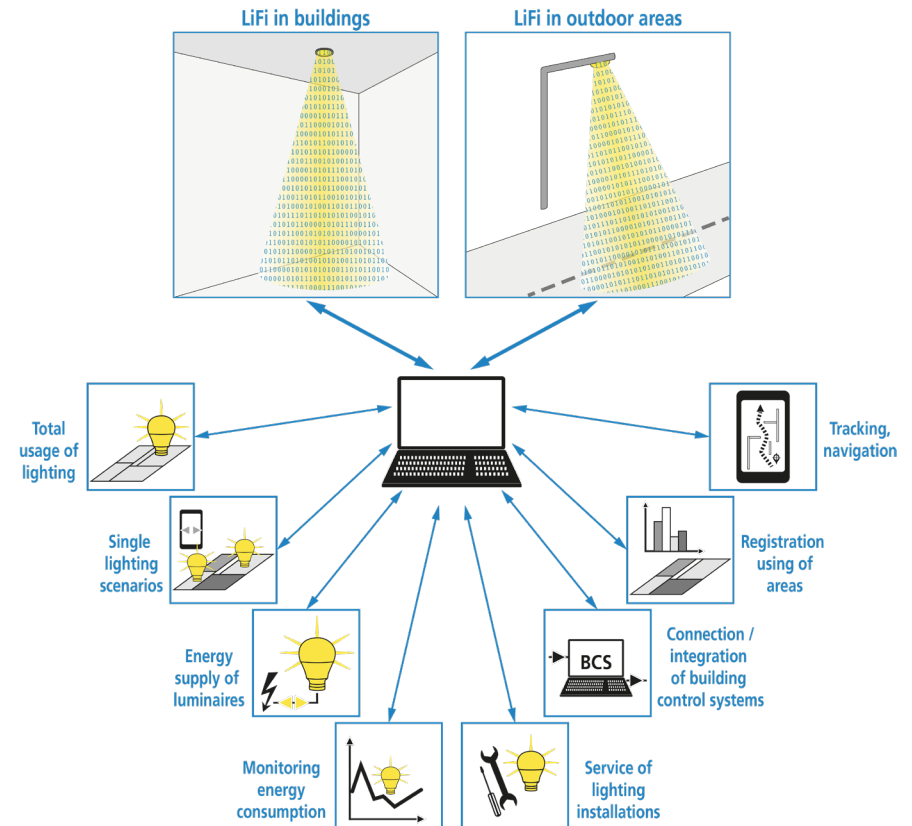 LiFi in buildings
LiFi in outdoor areas
Total
usage of
lighting
Tracking,
navigation
Single
lighting
scenarios
Registration
using of
areas
Energy
supply of
luminaires
BCS
Connection /
integration
of building
control systems
Monitoring
energy
consumption
Service of
lighting
installations